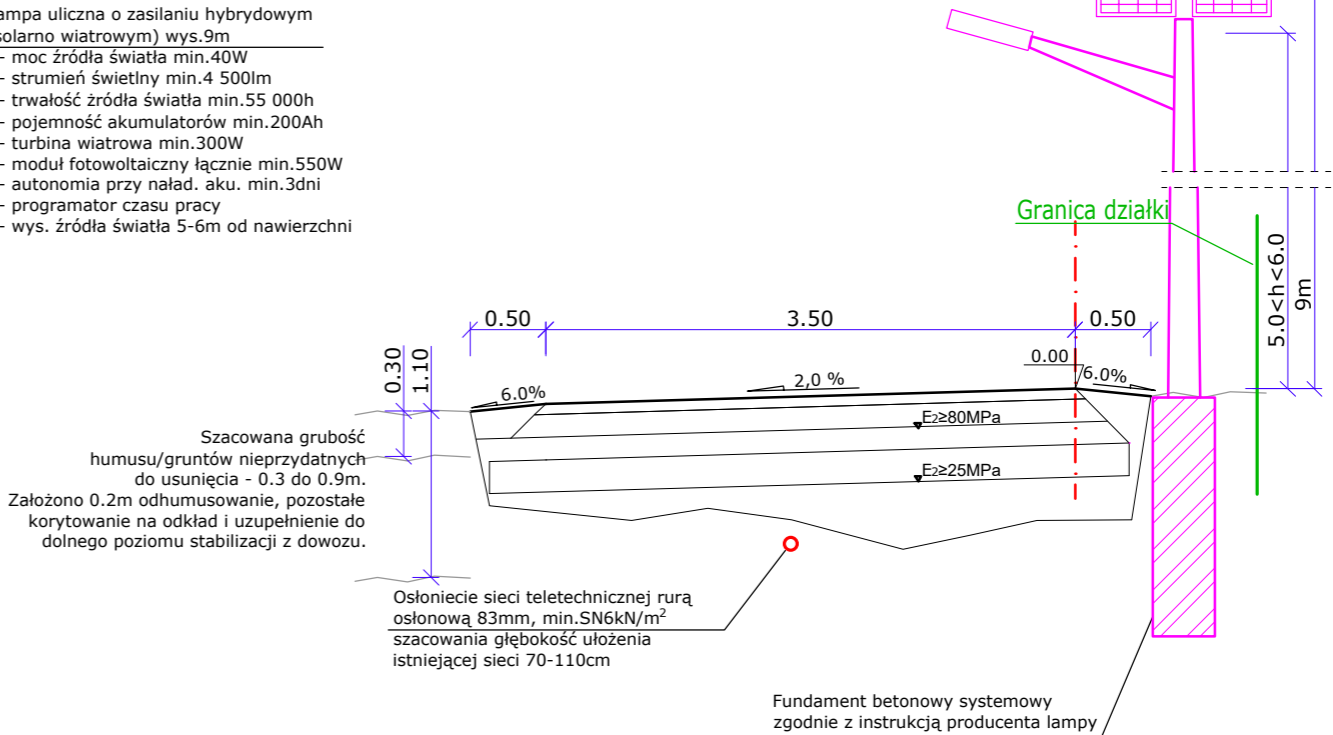 ampa uliczna o zasilaniu hybrydowym
solarno wiatrowym) wys.9m
- moc źródła światła min.40W
- strumień świetlny min.4 500lm
- trwałość żródła światła min.55 000h
- pojemność akumulatorów min.200Ah
- turbina wiatrowa min.300W
- moduł fotowoltaiczny łącznie min.550W
- autonomia przy naład. aku. min.3dni
- programator czasu pracy
- wys. źródła światła 5-6m od nawierzchni
Granica działki
5.0<h<6.0
9m
0.50
3.50
0.50
0.30
1.10
0.00
6.0%
2,0 %
6.0%
E2≥80MPa
E2≥25MPa
Szacowana grubość
humusu/gruntów nieprzydatnych
do usunięcia - 0.3 do 0.9m.
Założono 0.2m odhumusowanie, pozostałe
korytowanie na odkład i uzupełnienie do
dolnego poziomu stabilizacji z dowozu.
Osłoniecie sieci teletechnicznej rurą
osłonową 83mm, min.SN6kN/m²
szacowania głębokość ułożenia
istniejącej sieci 70-110cm
Fundament betonowy systemowy
zgodnie z instrukcją producenta lampy